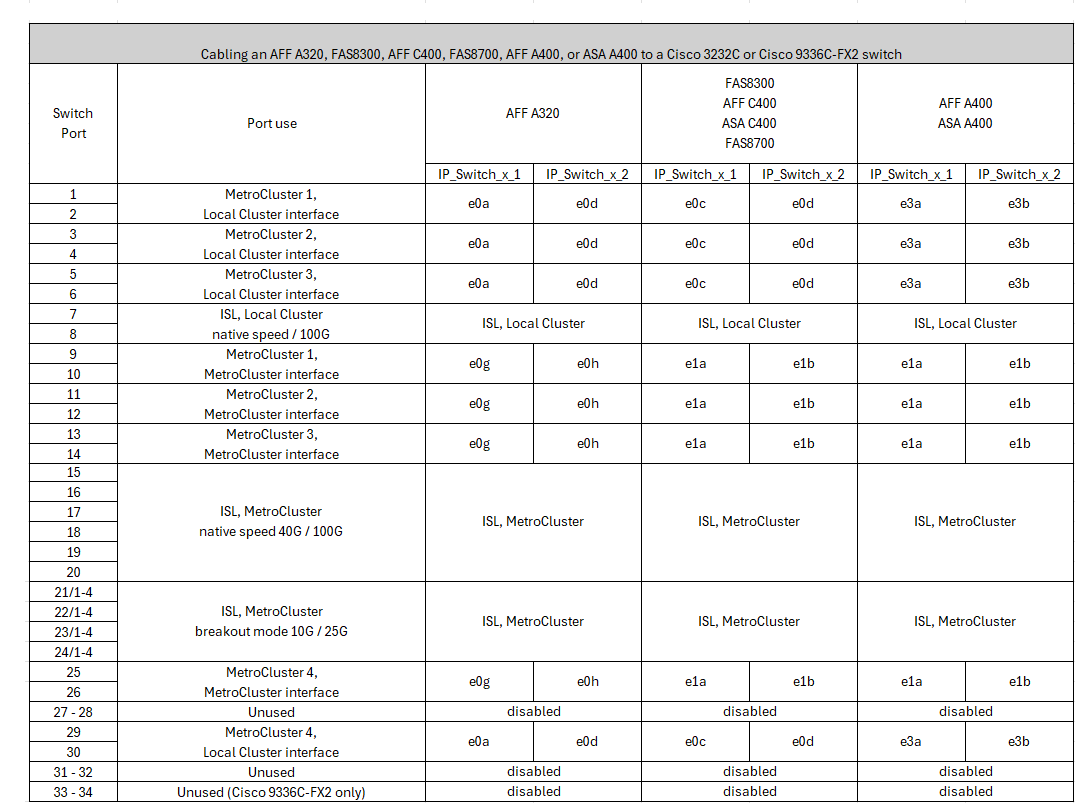 Cabling an AFF A320, FAS8300, AFF C400, FAS8700, AFF A400, or ASA A400 to a Cisco 3232C or Cisco 9336C-FX2 switch
Switch
Port
Port use
AFF A320
FAS8300
AFF C400
ASA C400
FAS8700
AFF A400
ASA A400
IP_Switch_x_1 IP_Switch_x_2 IP_Switch_x_1 IP_Switch_x_2 IP_Switch_x_1 IP_Switch_x_2
1
2
MetroCluster 1,
Local Cluster interface
e0a e0d e0c e0d e3a e3b
3
4
MetroCluster 2,
Local Cluster interface
e0a e0d e0c e0d e3a e3b
5
6
MetroCluster 3,
Local Cluster interface
e0a e0d e0c e0d e3a e3b
7
8
ISL, Local Cluster
native speed / 100G
ISL, Local Cluster ISL, Local Cluster ISL, Local Cluster
9
10
MetroCluster 1,
MetroCluster interface
e0g e0h e1a e1b e1a e1b
11
12
MetroCluster 2,
MetroCluster interface
e0g e0h e1a e1b e1a e1b
13
14
MetroCluster 3,
MetroCluster interface
e0g e0h e1a e1b e1a e1b
15
16
17
18
19
20
ISL, MetroCluster
native speed 40G / 100G
ISL, MetroCluster ISL, MetroCluster ISL, MetroCluster
21/1-4
22/1-4
23/1-4
24/1-4
ISL, MetroCluster
breakout mode 10G / 25G
ISL, MetroCluster ISL, MetroCluster ISL, MetroCluster
25
26
MetroCluster 4,
MetroCluster interface
e0g e0h e1a e1b e1a e1b
27 - 28 Unused disabled disabled disabled
29
30
MetroCluster 4,
Local Cluster interface
e0a e0d e0c e0d e3a e3b
31 - 32 Unused disabled disabled disabled
33 - 34 Unused (Cisco 9336C-FX2 only) disabled disabled disabled